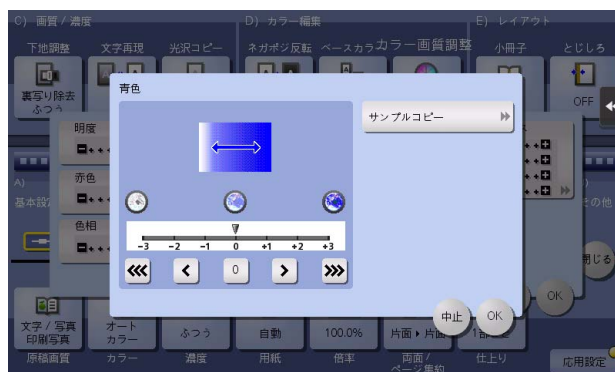 C) 画質 / 濃度
D) カラー編集
E) レイアウト
下地調整
文字再現
光沢コピー
ネガポジ反転
ベースカラ
カラー画質調整
小冊子
とじしろ
裏写り除去
ふつう
OFF
青色
サンプルコピー
明度
赤色
色相
A)
基本設
その他
-3 -2 -1 0 +1 +2 +3
0
閉じる
OK
中止
OK
文字 / 写真
印刷写真
オート
カラー
ふつう
自動
100.0%
片面
片面
1部
原稿画質
カラー
濃度
用紙
倍率
両面 /
ページ集約
仕上り
応用設定